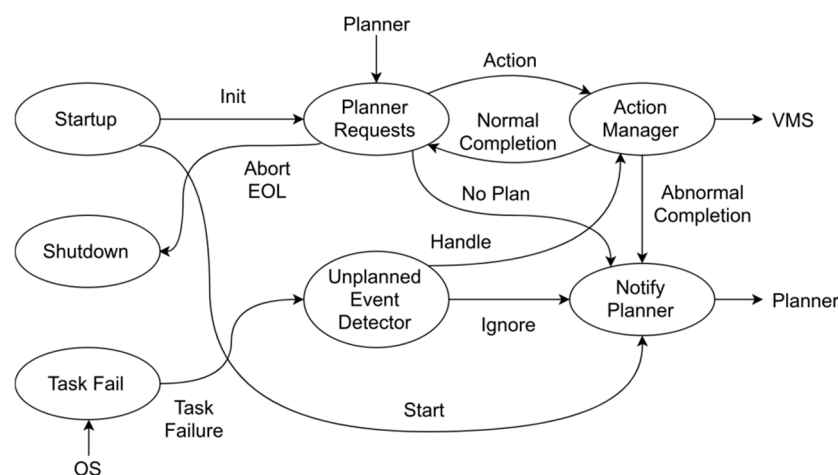 Planner
Startup
Init
Planner
Requests
Action
Normal
Completion
Action
Manager
VMS
Abort
EOL
No Plan
Abnormal
Completion
Shutdown
Handle
Unplanned
Event
Detector
Ignore
Notify
Planner
Planner
Task Fail
Task
Failure
Start
OS